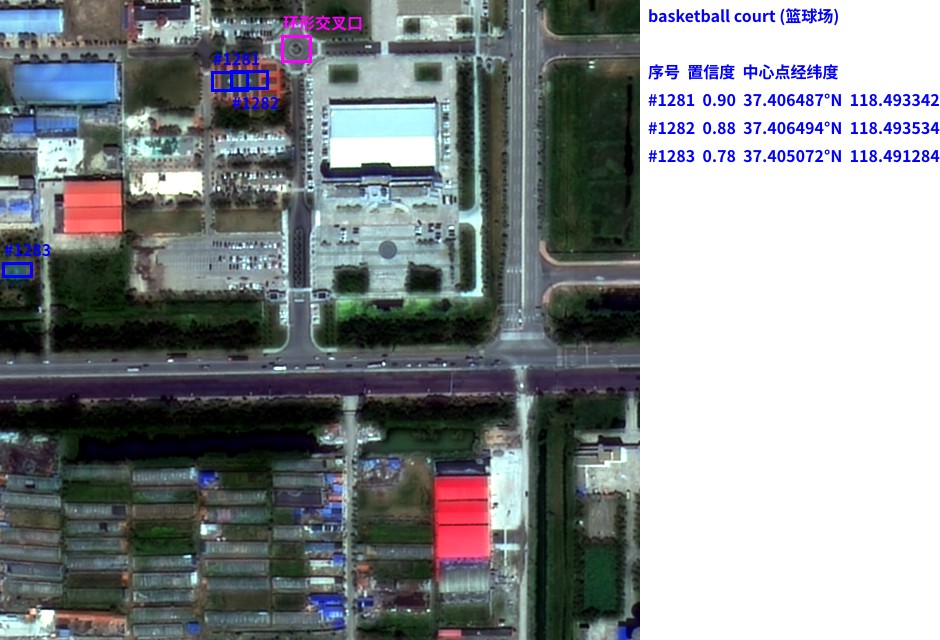 环形交叉口
#1281
#1282
#1283
basketball court (篮球场)
序号 置信度 中心点经纬度
#1281 0.90 37.406487°N 118.493342
#1282 0.88 37.406494°N 118.493534
#1283 0.78 37.405072°N 118.491284